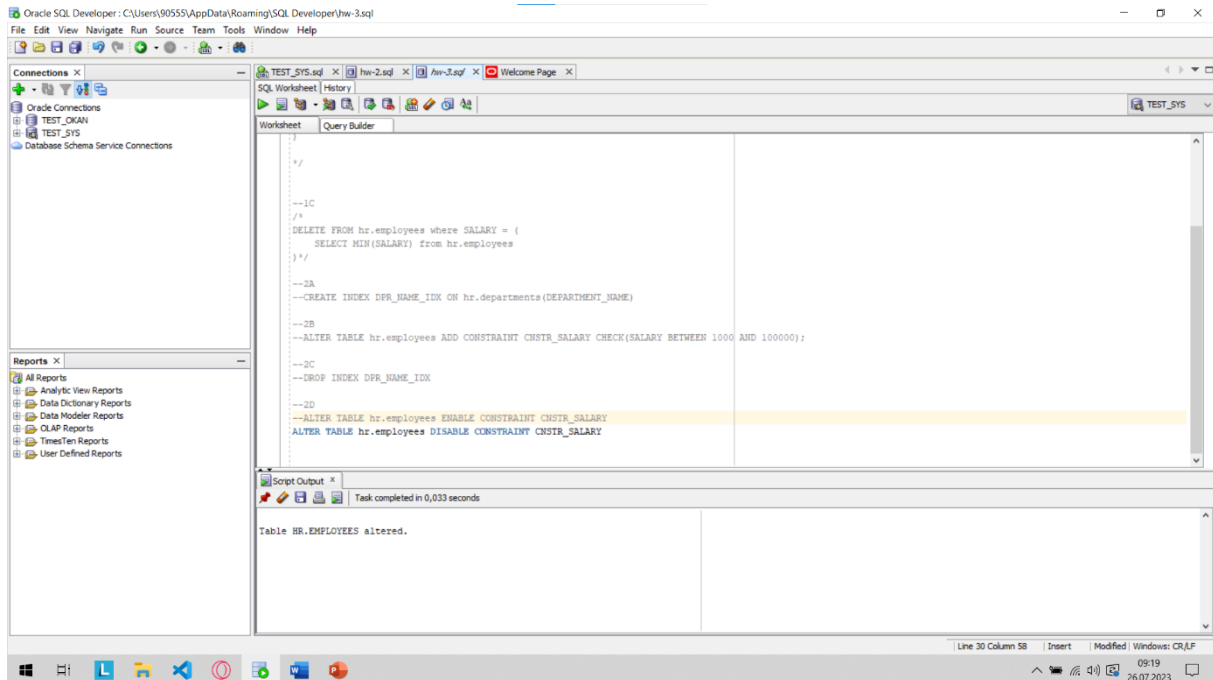 Oracle SQL Developer : C:\Users\90555\AppData\Roaming\SQL Developer\hw-3.sql
File Edit View Navigate Run Source Team Tools Window Help
Connections
TEST_SYS.sql
hw-2.sql
hw-3.sql
Welcome Page
SQL Worksheet History
TEST_SYS
Worksheet Query Builder
Oracle Connections
TEST_OKAN
TEST_SYS
Database Schema Service Connections
)
*/
--1C
/*
DELETE FROM hr.employees where SALARY = (
SELECT MIN(SALARY) from hr.employees
)*/
--2A
--CREATE INDEX DPR_NAME_IDX ON hr.departments(DEPARTMENT_NAME)
--2B
--ALTER TABLE hr.employees ADD CONSTRAINT CNSTR_SALARY CHECK(SALARY BETWEEN 1000 AND 100000);
--2C
--DROP INDEX DPR_NAME_IDX
--2D
--ALTER TABLE hr.employees ENABLE CONSTRAINT CNSTR_SALARY
ALTER TABLE hr.employees DISABLE CONSTRAINT CNSTR_SALARY
Reports
All Reports
Analytic View Reports
Data Dictionary Reports
Data Modeler Reports
OLAP Reports
TimesTen Reports
User Defined Reports
Script Output
Task completed in 0,033 seconds
Table HR.EMPLOYEES altered.
Line 30 Column 58 Insert Modified Windows: CR/LF
09:19
26.07.2023